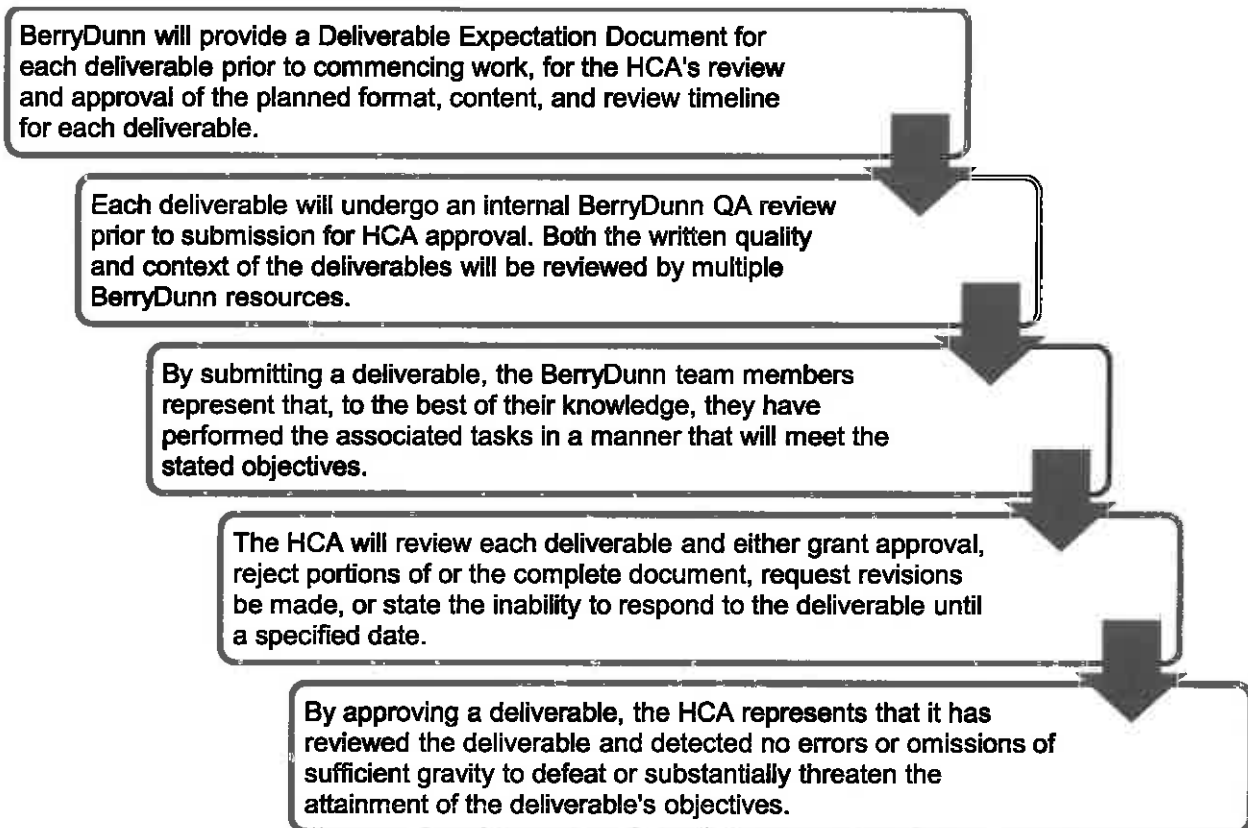 BerryDunn will provide a Deliverable Expectation Document for
each deliverable prior to commencing work, for the HCA's review
and approval of the planned format, content, and review timeline
for each deliverable.
Each deliverable will undergo an internal BerryDunn QA review
prior to submission for HCA approval. Both the written quality
and context of the deliverables will be reviewed by multiple
BerryDunn resources.
By submitting a deliverable, the BerryDunn team members
represent that, to the best of their knowledge, they have
performed the associated tasks in a manner that will meet the
stated objectives.
The HCA will review each deliverable and either grant approval,
reject portions of or the complete document, request revisions
be made, or state the inability to respond to the deliverable until
a specified date.
By approving a deliverable, the HCA represents that it has
reviewed the deliverable and detected no errors or omissions of
sufficient gravity to defeat or substantially threaten the
attainment of the deliverable's objectives.